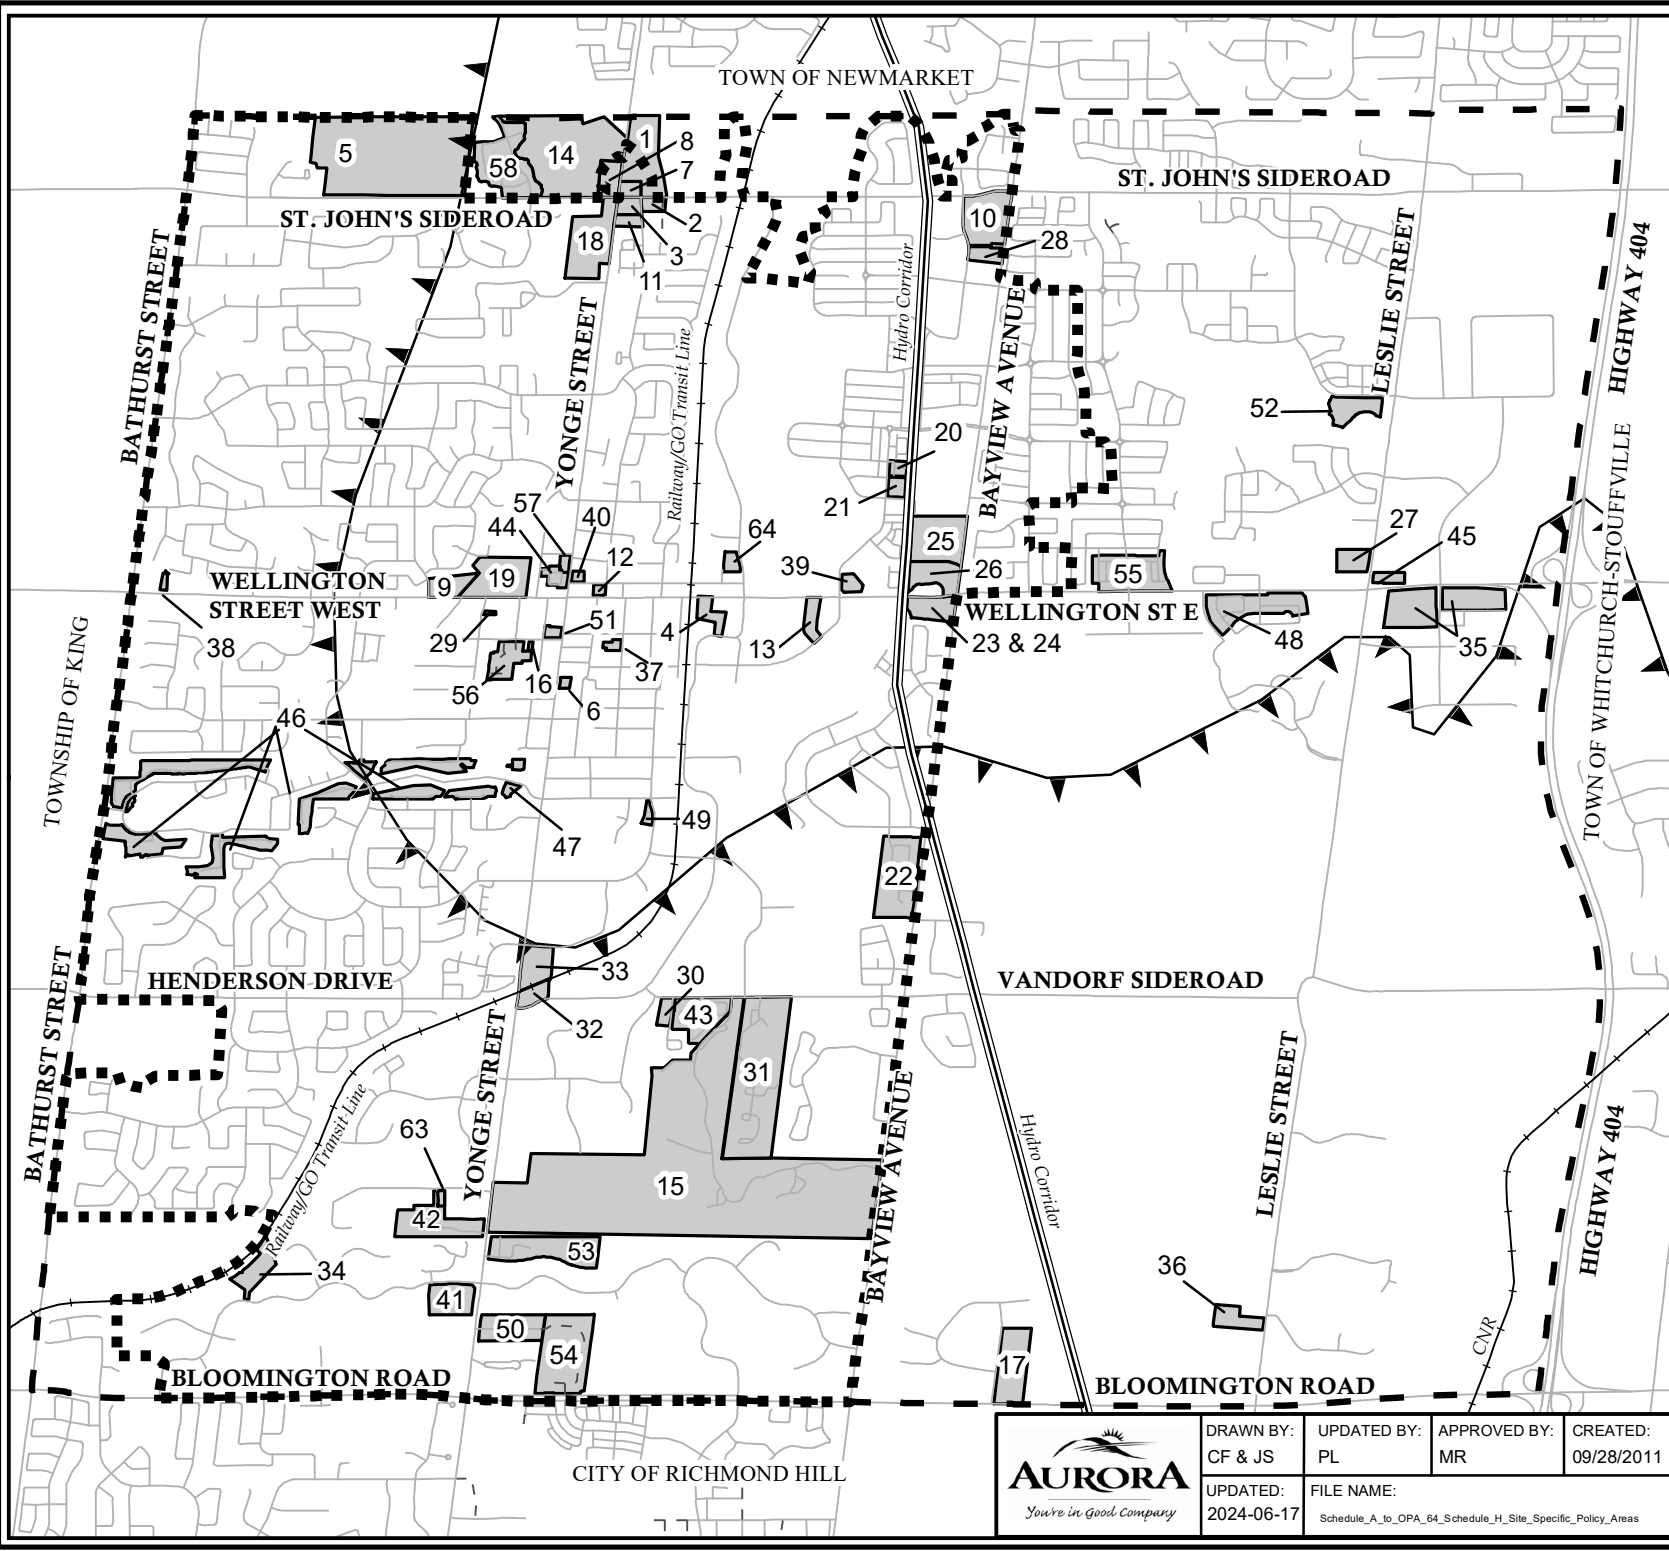 TOWN OF NEWMARKET
5
58
14
1
8
7
ST. JOHN'S SIDEROAD
ST. JOHN'S SIDEROAD
2
3
11
18
10
28
BATHURST STREET
YONGE STREET
Railway/GO Transit Line
Hydro Corridor
BAYVIEW AVENUE
LESLIE STREET
HIGHWAY 404
52
20
21
57
44
40
12
64
39
25
26
27
45
55
9
19
WELLINGTON
STREET WEST
WELLINGTON ST E
38
29
51
4
13
23 & 24
48
35
37
56
16
6
TOWNSHIP OF KING
TOWN OF WHITCHURCH-STOUFFVILLE
46
47
49
22
HENDERSON DRIVE
VANDORF SIDEROAD
33
32
30
43
31
BATHURST STREET
YONGE STREET
Railway/GO Transit Line
BAYVIEW AVENUE
Hydro Corridor
LESLIE STREET
HIGHWAY 404
63
42
15
53
34
41
50
54
36
17
CNR
BLOOMINGTON ROAD
BLOOMINGTON ROAD
CITY OF RICHMOND HILL
AURORA
You're in Good Company
DRAWN BY:
CF & JS
UPDATED BY:
PL
APPROVED BY:
MR
CREATED:
09/28/2011
UPDATED:
2024-06-17
FILE NAME:
Schedule_A_to_OPA_64_Schedule_H_Site_Specific_Policy_Areas